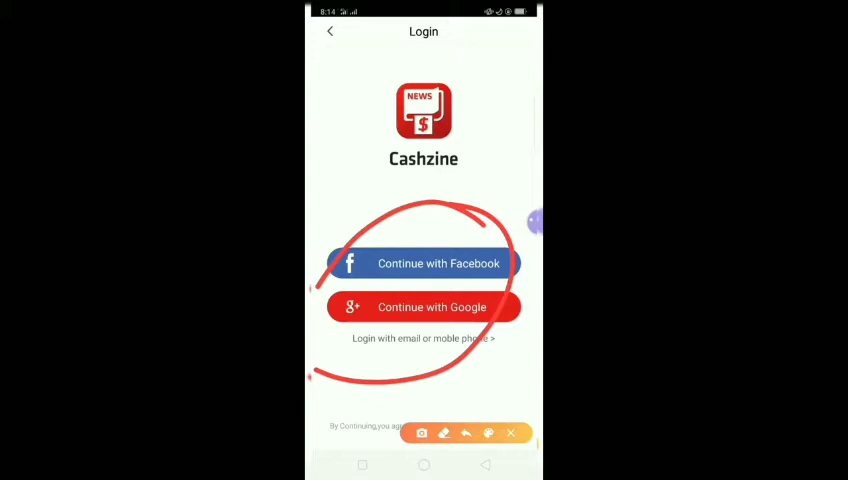 8:14
Login
NEWS
$
Cashzine
f Continue with Facebook
g+ Continue with Google
Login with email or moble phone >
By Continuing,you agr